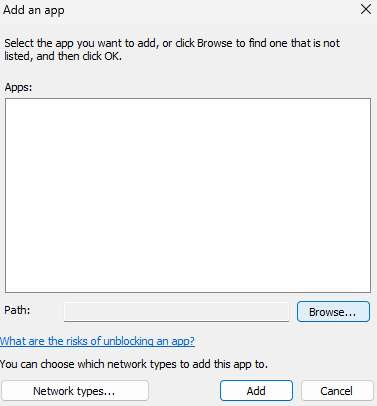 Add an app
Select the app you want to add, or click Browse to find one that is not
listed, and then click OK.
Apps:
Path:
Browse...
What are the risks of unblocking an app?
You can choose which network types to add this app to.
Network types...
Add
Cancel